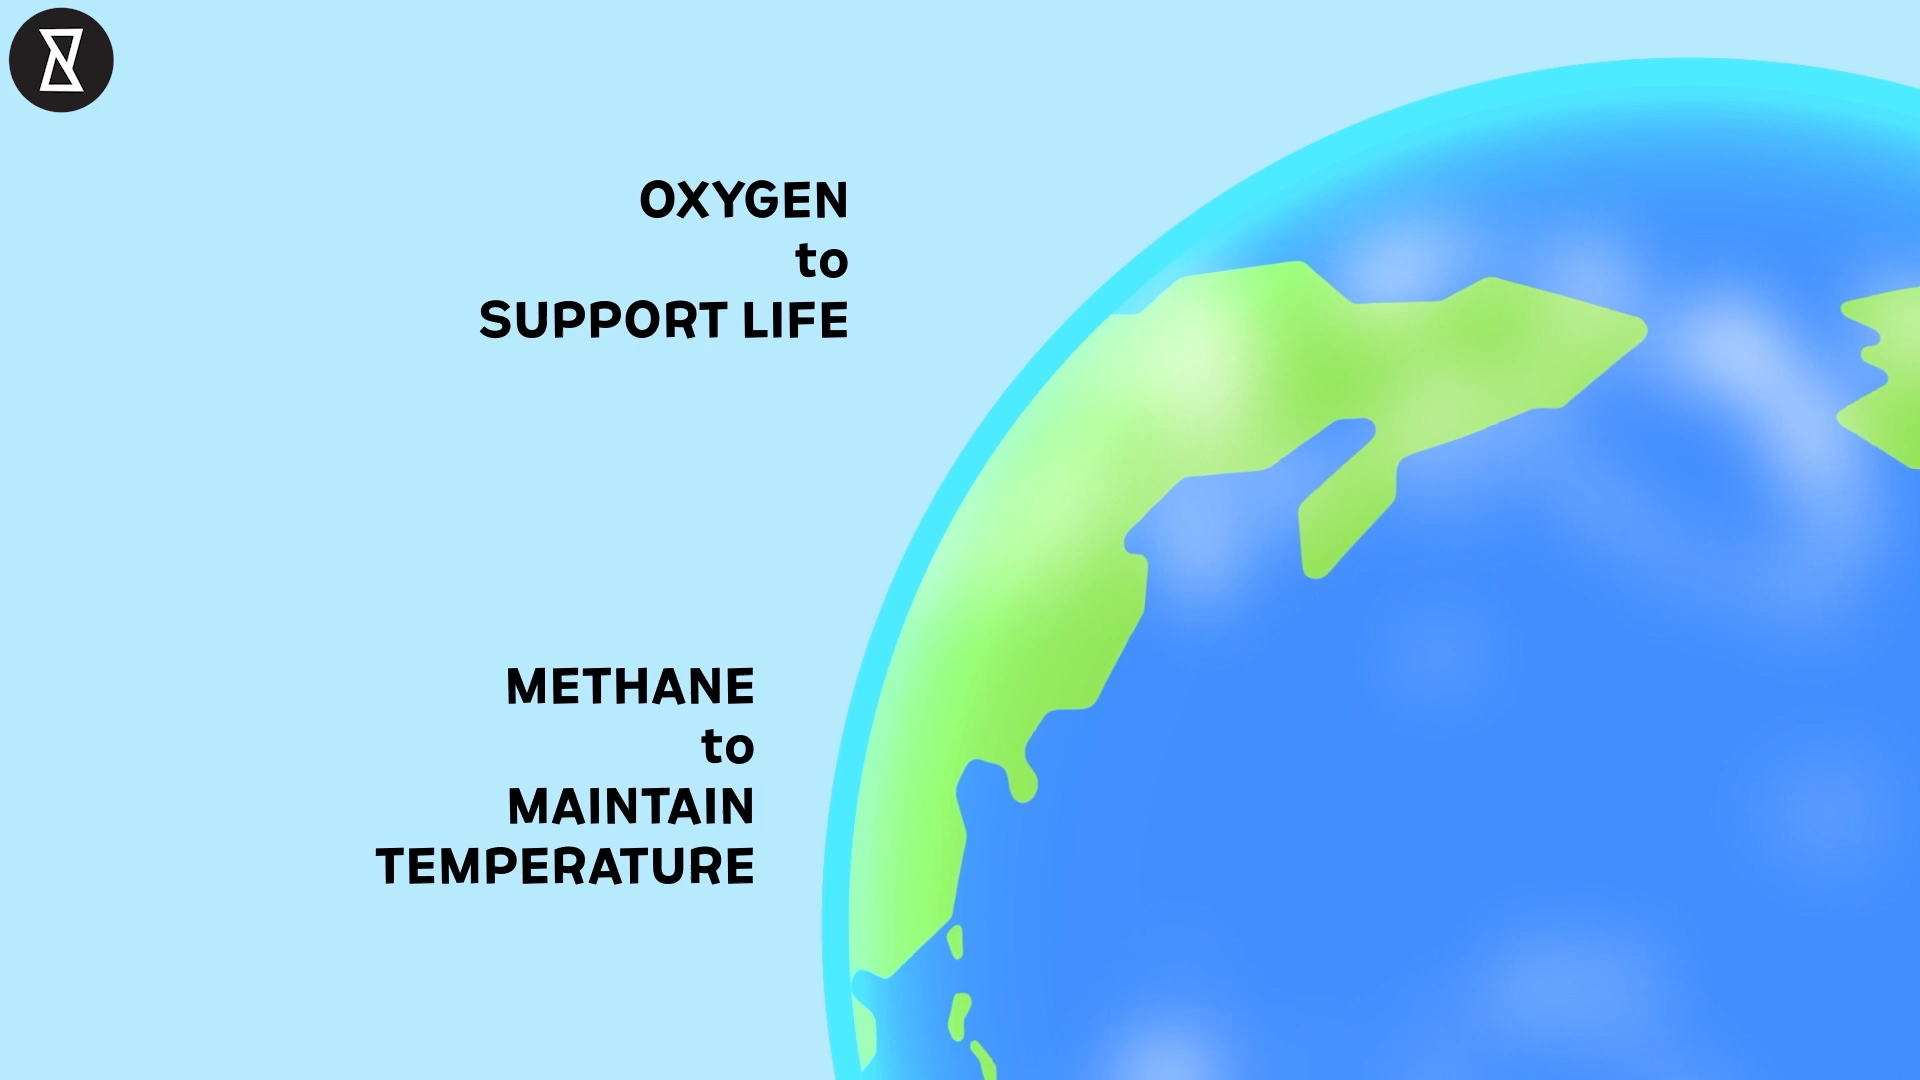 OXYGEN
to
SUPPORT LIFE
METHANE
to
MAINTAIN
TEMPERATURE